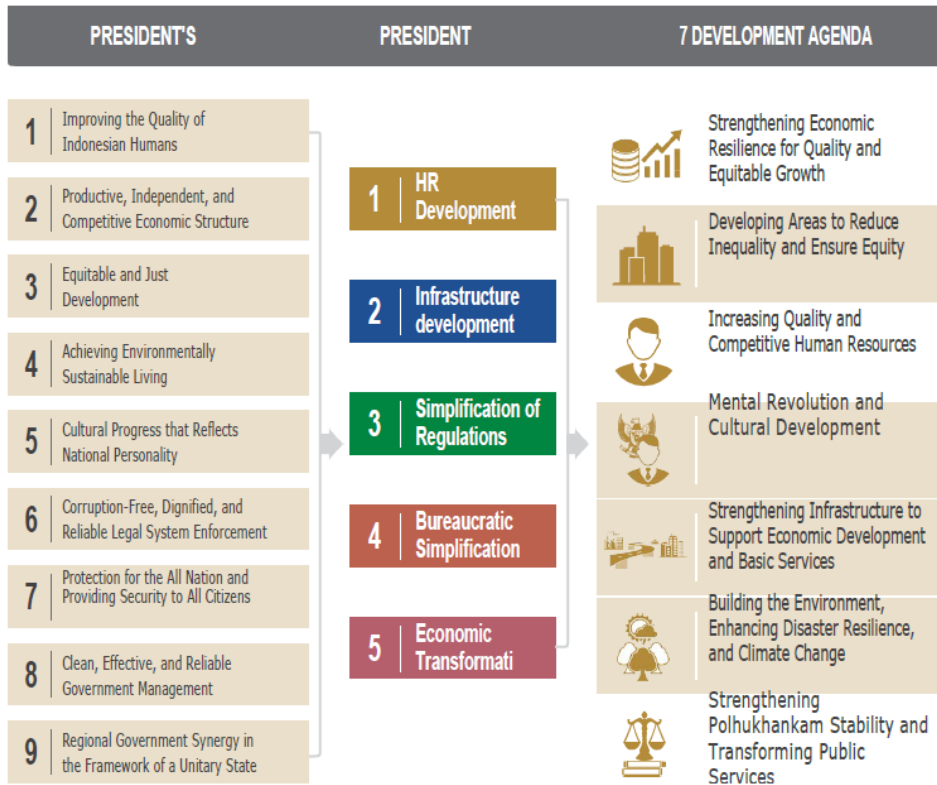 PRESIDENT'S
PRESIDENT
7 DEVELOPMENT AGENDA
1
Improving the Quality of
Indonesian Humans
2
Productive, Independent, and
Competitive Economic Structure
3
Equitable and Just
Development
4
Achieving Environmentally
Sustainable Living
5
Cultural Progress that Reflects
National Personality
6
Corruption-Free, Dignified, and
Reliable Legal System Enforcement
7
Protection for the All Nation and
Providing Security to All Citizens
8
Clean, Effective, and Reliable
Government Management
9
Regional Government Synergy in
the Framework of a Unitary State
1
HR
Development
2
Infrastructure
development
3
Simplification of
Regulations
4
Bureaucratic
Simplification
5
Economic
Transformati
Strengthening Economic
Resilience for Quality and
Equitable Growth
Developing Areas to Reduce
Inequality and Ensure Equity
Increasing Quality and
Competitive Human Resources
Mental Revolution and
Cultural Development
Strengthening Infrastructure to
Support Economic Development
and Basic Services
Building the Environment,
Enhancing Disaster Resilience,
and Climate Change
Strengthening
Polhukhankam Stability and
Transforming Public
Services